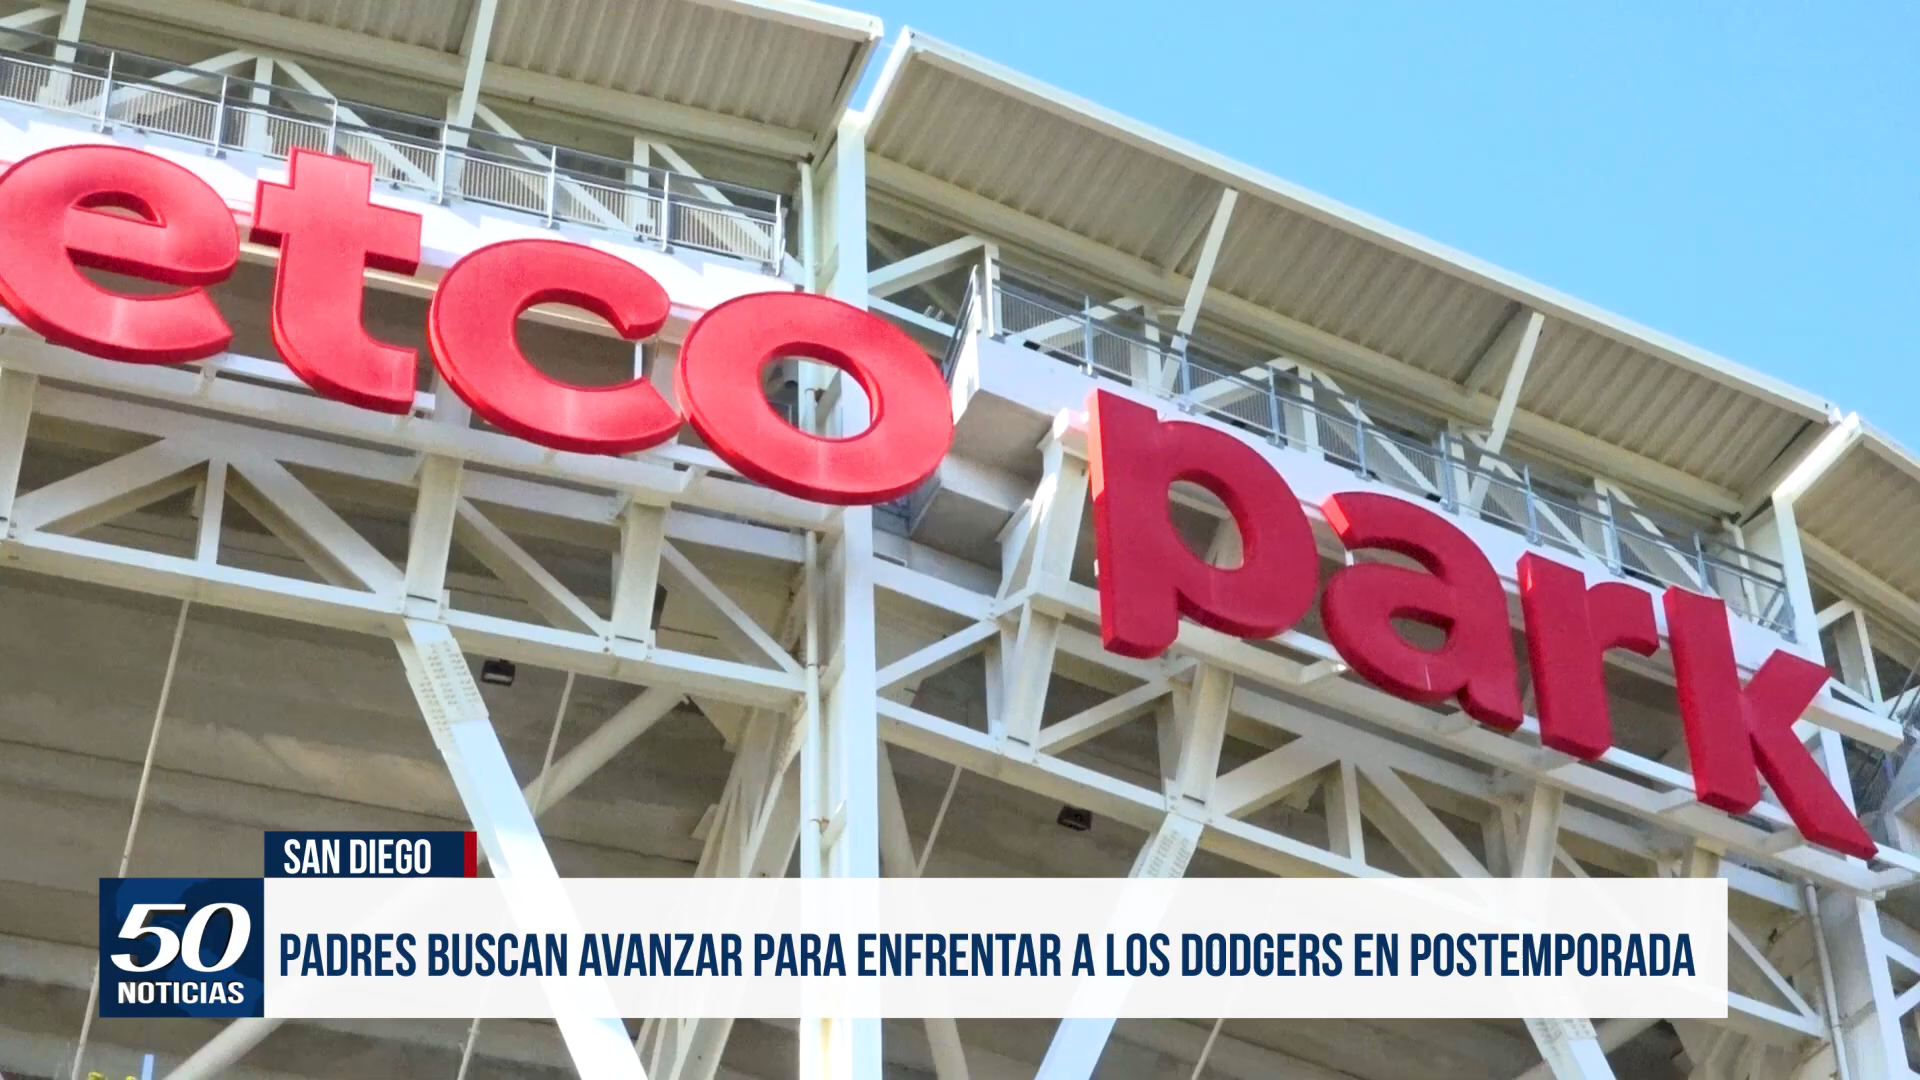 etco park
SAN DIEGO
50
NOTICIAS
PADRES BUSCAN AVANZAR PARA ENFRENTAR A LOS DODGERS EN POSTEMPORADA